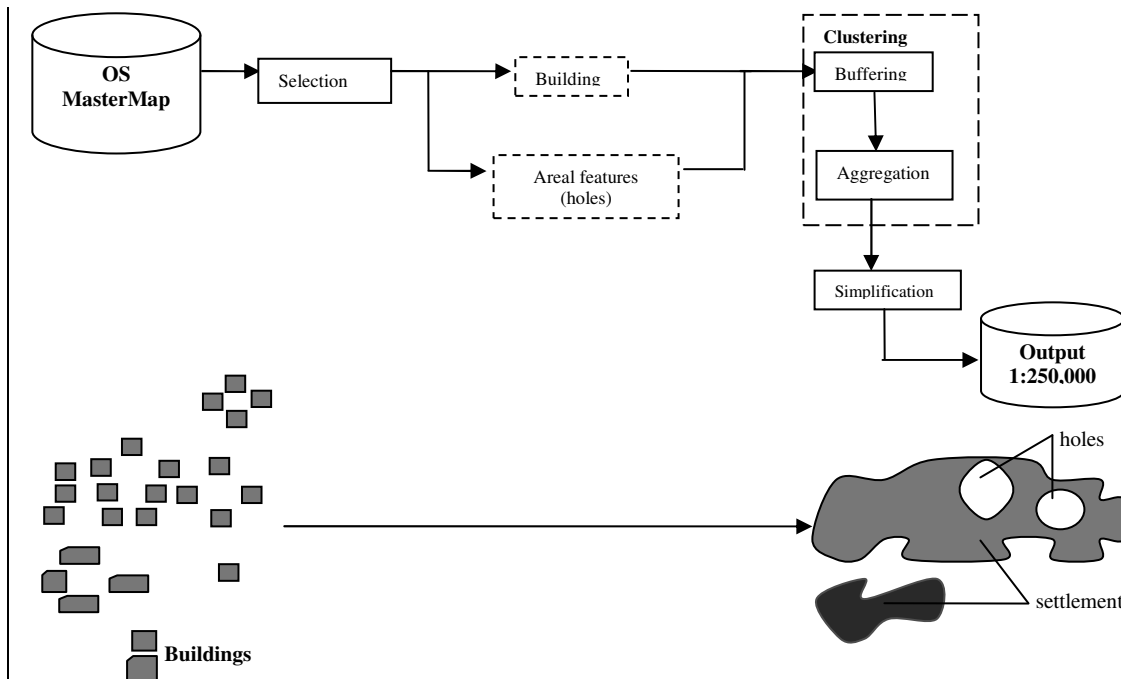 Clustering
OS
MasterMap
Selection
Building
Buffering
Areal features
(holes)
Aggregation
Simplification
Output
1:250,000
holes
settlement
Buildings